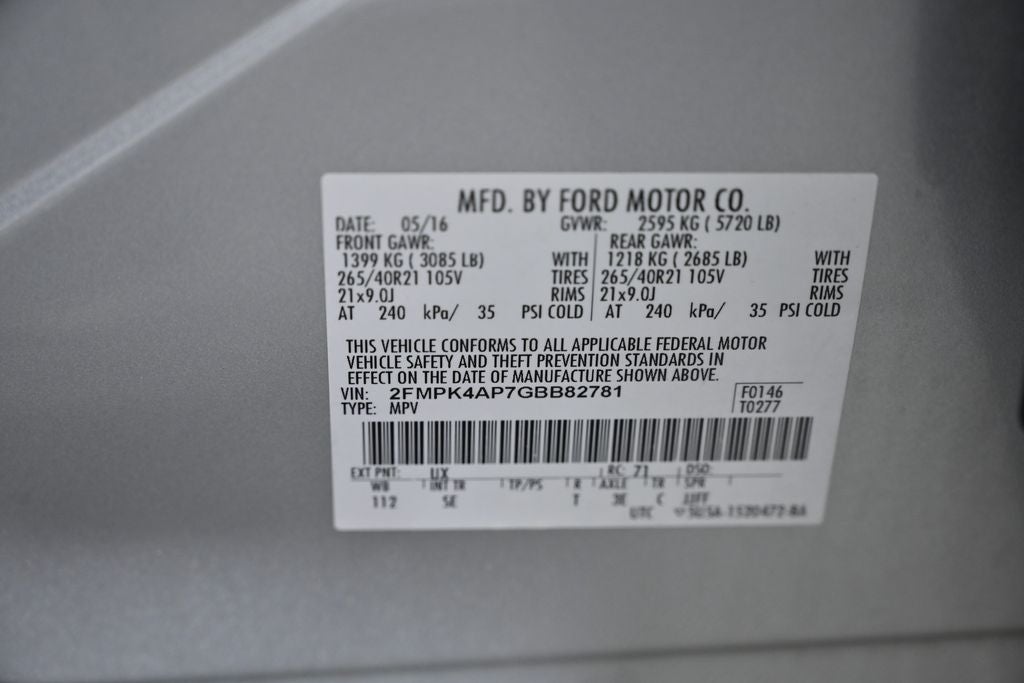 MFD. BY FORD MOTOR CO.
DATE: 05/16 GVWR: 2595 KG ( 5720 LB)
FRONT GAWR: REAR GAWR:
1399 KG ( 3085 LB) WITH 1218 KG ( 2685 LB) WITH
265/40R21 105V TIRES 265/40R21 105V TIRES
21x9.0J RIMS 21x9.0J RIMS
AT 240 kPa/ 35 PSI COLD AT 240 kPa/ 35 PSI COLD
THIS VEHICLE CONFORMS TO ALL APPLICABLE FEDERAL MOTOR
VEHICLE SAFETY AND THEFT PREVENTION STANDARDS IN
EFFECT ON THE DATE OF MANUFACTURE SHOWN ABOVE.
VIN: 2FMPK4AP7GBB82781 F0146
TYPE: MPV T0277
EXT PNT: UX RC: 71 DSO:
WB INT TR TP/PS R AXLE TR SPR
112 SE T 3E C JJFF
UTC